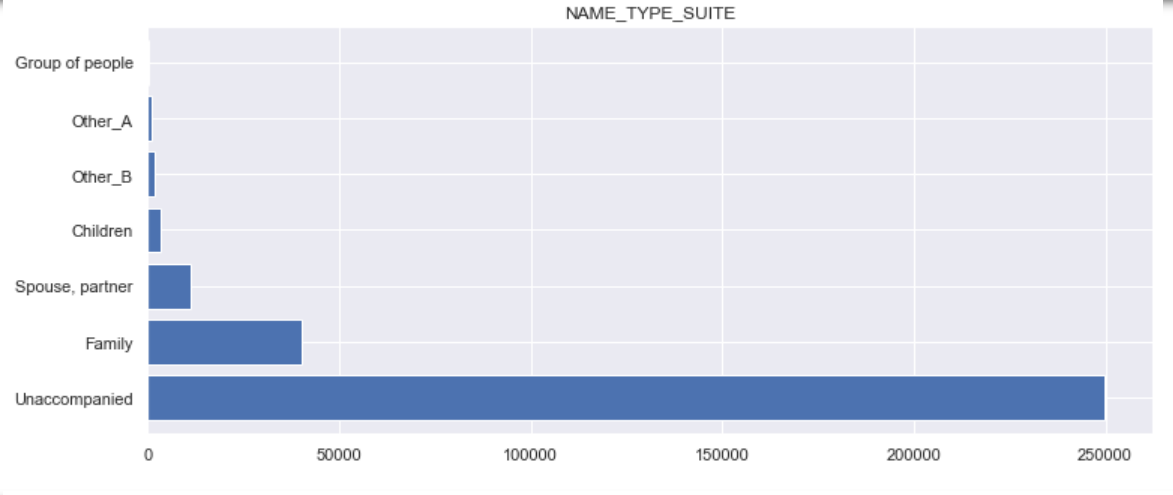 NAME_TYPE_SUITE
Group of people
Other_A
Other_B
Children
Spouse, partner
Family
Unaccompanied
0 50000 100000 150000 200000 250000